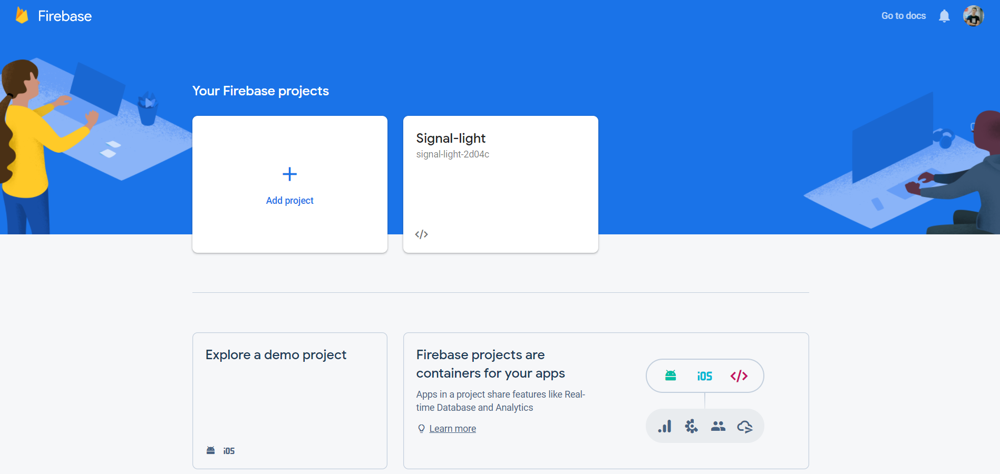 Firebase
Go to docs
Your Firebase projects
Add project
Signal-light
signal-light-2d04c
Explore a demo project
iOS
Firebase projects are
containers for your apps
Apps in a project share features like Real-
time Database and Analytics
Learn more
iOS